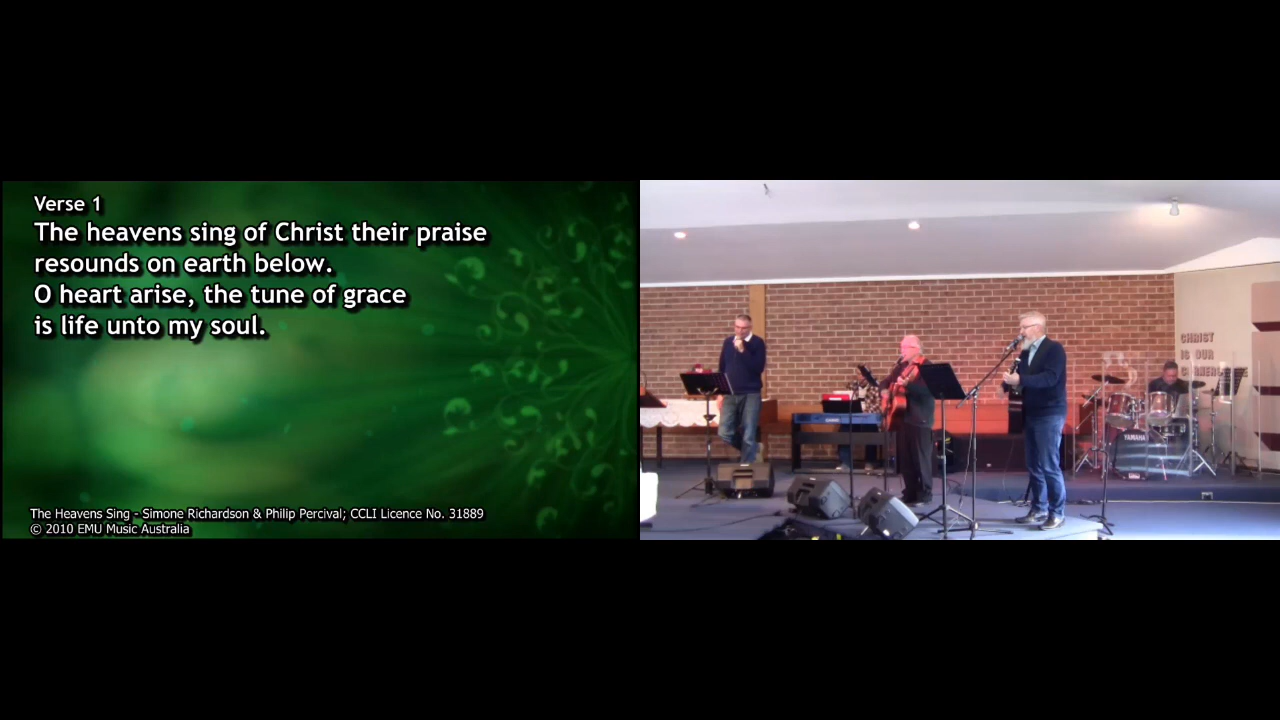 Verse 1
The heavens sing of Christ their praise
resounds on earth below.
O heart arise, the tune of grace
is life unto my soul.
The Heavens Sing - Simone Richardson & Philip Percival; CCLI Licence No. 31889
© 2010 EMU Music Australia
CHRIST
IS OUR
YAMAHA